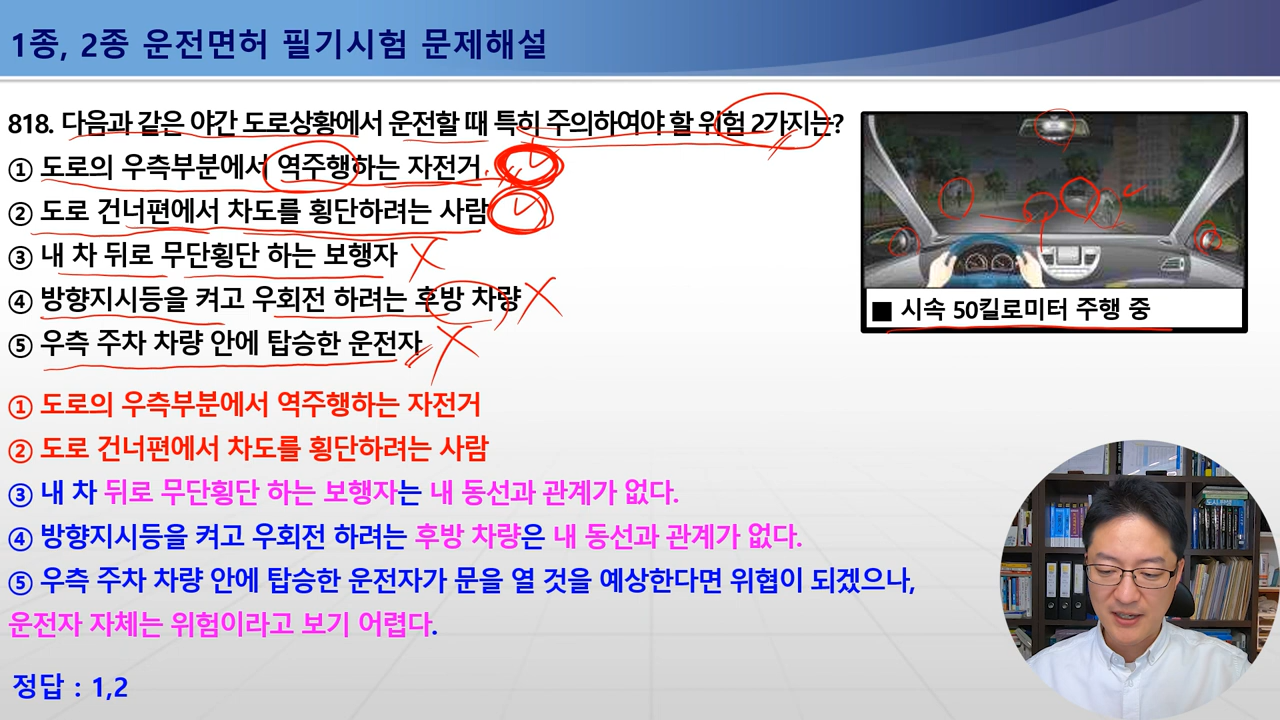 1종, 2종 운전면허 필기시험 문제해설
818. 다음과 같은 야간 도로상황에서 운전할 때 특히 주의하여야 할 위험 2가지는?
① 도로의 우측부분에서 역주행하는 자전거
② 도로 건너편에서 차도를 횡단하려는 사람
③ 내 차 뒤로 무단횡단 하는 보행자
④ 방향지시등을 켜고 우회전 하려는 후방 차량
⑤ 우측 주차 차량 안에 탑승한 운전자
■ 시속 50킬로미터 주행 중
① 도로의 우측부분에서 역주행하는 자전거
② 도로 건너편에서 차도를 횡단하려는 사람
③ 내 차 뒤로 무단횡단 하는 보행자는 내 동선과 관계가 없다.
④ 방향지시등을 켜고 우회전 하려는 후방 차량은 내 동선과 관계가 없다.
⑤ 우측 주차 차량 안에 탑승한 운전자가 문을 열 것을 예상한다면 위협이 되겠으나,
운전자 자체는 위험이라고 보기 어렵다.
정답 : 1,2